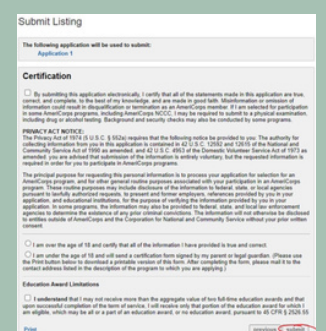 Submit Listing
The following application will be used to submit:
Application 1
Certification
By submitting this application electronically, I certify that all of the statements made in this application are true,
correct, and complete, to the best of my knowledge, and are made in good faith. Misinformation or omission of
information could result in disqualification or termination as an AmeriCorps member. If I am selected for participation
in some AmeriCorps programs, including AmeriCorps NCCC, I may be required to submit to a physical examination,
including drug or alcohol testing. Background and security checks may also be conducted by some programs.
PRIVACY ACT NOTICE:
The Privacy Act of 1974 (5 U.S.C. § 552a) requires that the following notice be provided to you: The authority for
collecting information from you in this application is contained in 42 U.S.C. 12592 and 12615 of the National and
Community Service Act of 1990 as amended, and 42 U.S.C. 4953 of the Domestic Volunteer Service Act of 1973 as
amended. you are advised that submission of the information is entirely voluntary, but the requested information is
required in order for you to participate in AmeriCorps programs.
The principal purpose for requesting this personal information is to process your application for selection for an
AmeriCorps program, and for other general routine purposes associated with your participation in an AmeriCorps
program. These routine purposes may include disclosure of the information to federal, state, or local agencies
pursuant to lawfully authorized requests, to present and former employers, references provided by you in your
application, and educational institutions, for the purpose of verifying the information provided by you in your
application. In some programs, the information may also be provided to federal, state, and local law enforcement
agencies to determine the existence of any prior criminal convictions. The information will not otherwise be disclosed
to entities outside of AmeriCorps and the Corporation for National and Community Service without your prior written
consent.
I am over the age of 18 and certify that all of the information I have provided is true and correct.
I am under the age of 18 and will send a certification form signed by my parent or legal guardian. (Please use
the Print button below to download a printable version of this form. After completing the form, please mail it to the
contact address listed in the description of the program to which you are applying.)
Education Award Limitations
I understand that I may not receive more than the aggregate value of two full-time education awards and that
upon successful completion of the term of service, I will receive only that portion of the education award for which I
am eligible, which may be all or a part of an education award, or no education award, pursuant to 45 CFR § 2526.55
Print
previous
submit